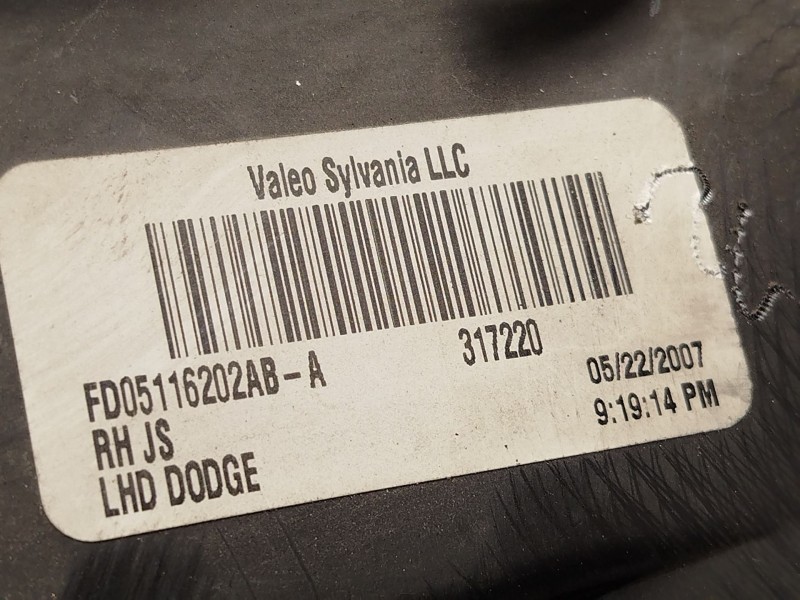 Valeo Sylvania LLC
FD05116202AB-A 317220
RH JS 05/22/2007
LHD DODGE 9:19:14 PM